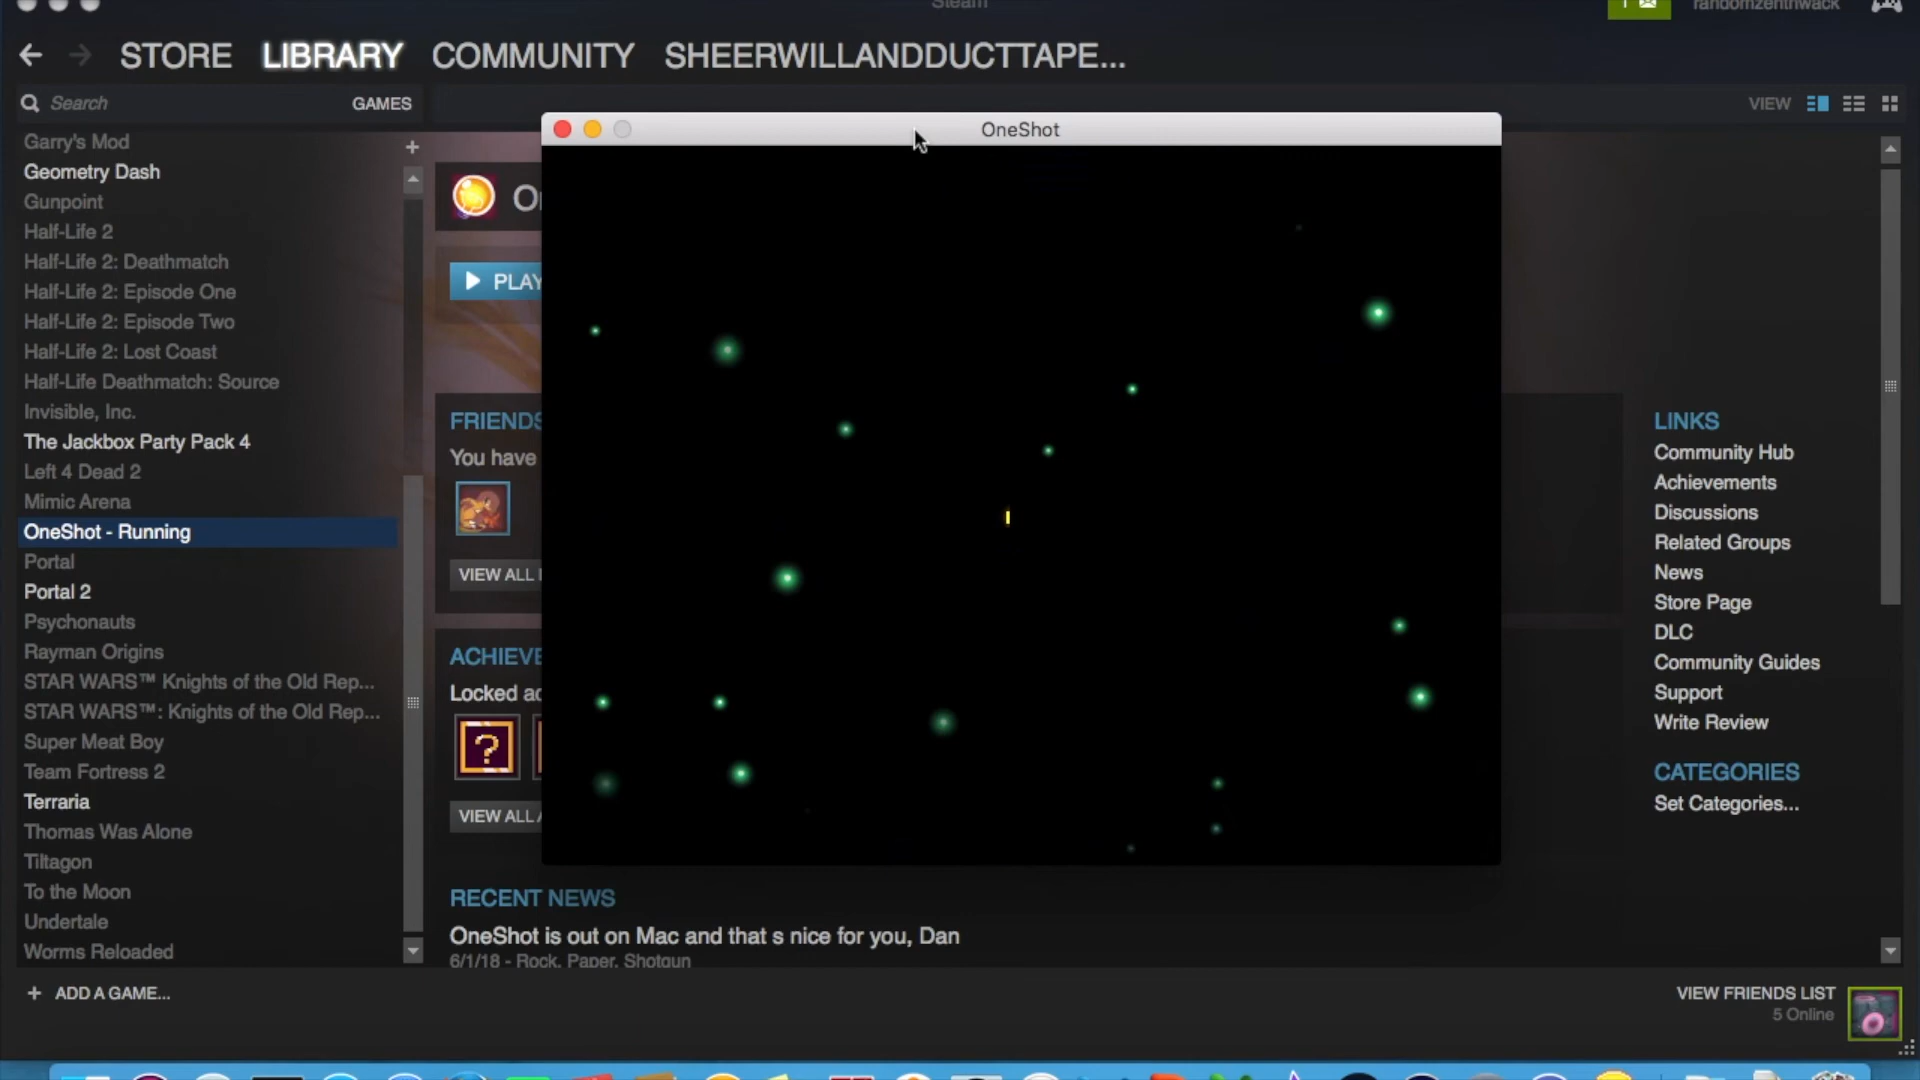 Steam
randomzenthwack
STORE LIBRARY COMMUNITY SHEERWILLANDDUCTTAPE...
Search
GAMES
VIEW
OneShot
Garry's Mod
Geometry Dash
Gunpoint
Half-Life 2
Half-Life 2: Deathmatch
Half-Life 2: Episode One
Half-Life 2: Episode Two
Half-Life 2: Lost Coast
Half-Life Deathmatch: Source
Invisible, Inc.
The Jackbox Party Pack 4
Left 4 Dead 2
Mimic Arena
OneShot - Running
Portal
Portal 2
Psychonauts
Rayman Origins
STAR WARS™ Knights of the Old Rep...
STAR WARS™: Knights of the Old Rep...
Super Meat Boy
Team Fortress 2
Terraria
Thomas Was Alone
Tiltagon
To the Moon
Undertale
Worms Reloaded
+ ADD A GAME...
PLAY
FRIENDS
You have
VIEW ALL
ACHIEVE
Locked
?
VIEW ALL
RECENT NEWS
OneShot is out on Mac and that s nice for you, Dan
6/1/18 - Rock, Paper, Shotgun
LINKS
Community Hub
Achievements
Discussions
Related Groups
News
Store Page
DLC
Community Guides
Support
Write Review
CATEGORIES
Set Categories...
VIEW FRIENDS LIST
5 Online